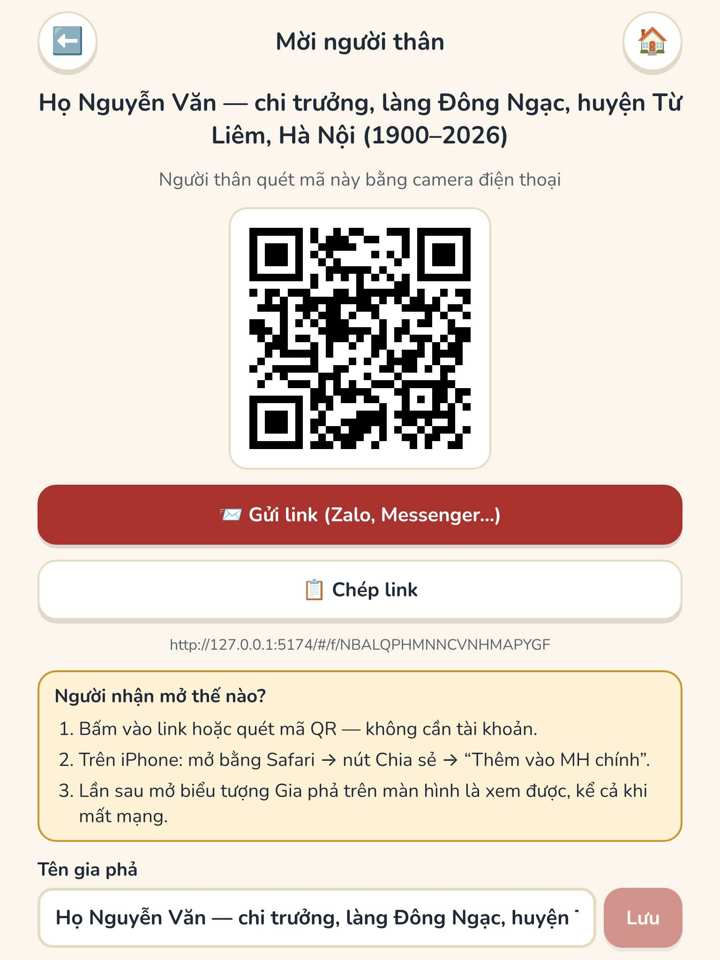 Mời người thân
Họ Nguyễn Văn — chi trưởng, làng Đông Ngạc, huyện Từ
Liêm, Hà Nội (1900–2026)
Người thân quét mã này bằng camera điện thoại
Gửi link (Zalo, Messenger...)
Chép link
http://127.0.0.1:5174/#/f/NBALQPHMNNCVNHMAPYGF
Người nhận mở thế nào?
1. Bấm vào link hoặc quét mã QR — không cần tài khoản.
2. Trên iPhone: mở bằng Safari → nút Chia sẻ → “Thêm vào MH chính”.
3. Lần sau mở biểu tượng Gia phả trên màn hình là xem được, kể cả khi
mất mạng.
Tên gia phả
Họ Nguyễn Văn — chi trưởng, làng Đông Ngạc, huyện
Lưu